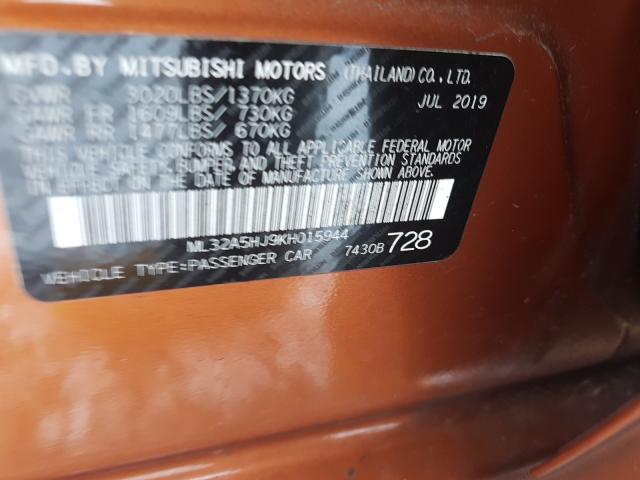 MFG.BY MITSUBISHI MOTORS (THAILAND)CO.,LTD.
GVWR 3020LBS/1370KG JUL 2019
GAWR FR 1609LBS/ 730KG
GAWR RR 1477LBS/ 670KG
THIS VEHICLE CONFORMS TO ALL APPLICABLE FEDERAL MOTOR
VEHICLE SAFETY, BUMPER, AND THEFT PREVENTION STANDARDS
IN EFFECT ON THE DATE OF MANUFACTURE SHOWN ABOVE.
ML32A5HJ9KH015944
VEHICLE TYPE:PASSENGER CAR 7430B 728